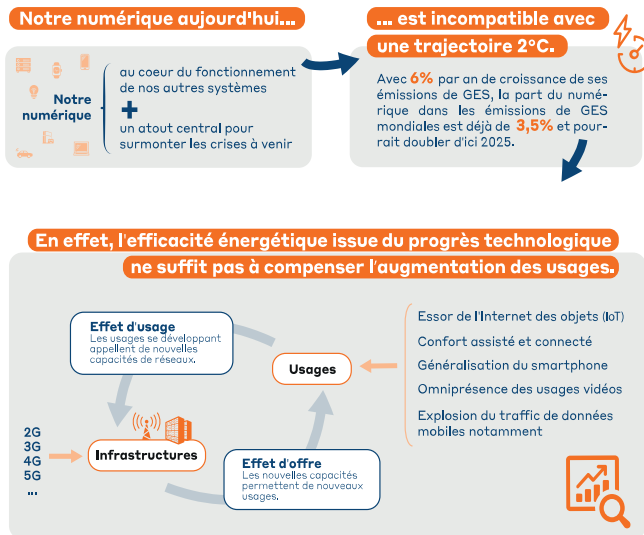 Notre numérique aujourd'hui...
Notre
numérique
au coeur du fonctionnement
de nos autres systèmes
+
un atout central pour
surmonter les crises à venir
... est incompatible avec
une trajectoire 2°C.
Avec 6% par an de croissance de ses
émissions de GES, la part du numé-
rique dans les émissions de GES
mondiales est déjà de 3,5% et pour-
rait doubler d'ici 2025.
En effet, l'efficacité énergétique issue du progrès technologique
ne suffit pas à compenser l'augmentation des usages.
Effet d'usage
Les usages se développant
appellent de nouvelles
capacités de réseaux.
Usages
Essor de l'Internet des objets (IoT)
Confort assisté et connecté
Généralisation du smartphone
Omniprésence des usages vidéos
Explosion du traffic de données
mobiles notamment
2G
3G
4G
5G
...
Infrastructures
Effet d'offre
Les nouvelles capacités
permettent de nouveaux
usages.